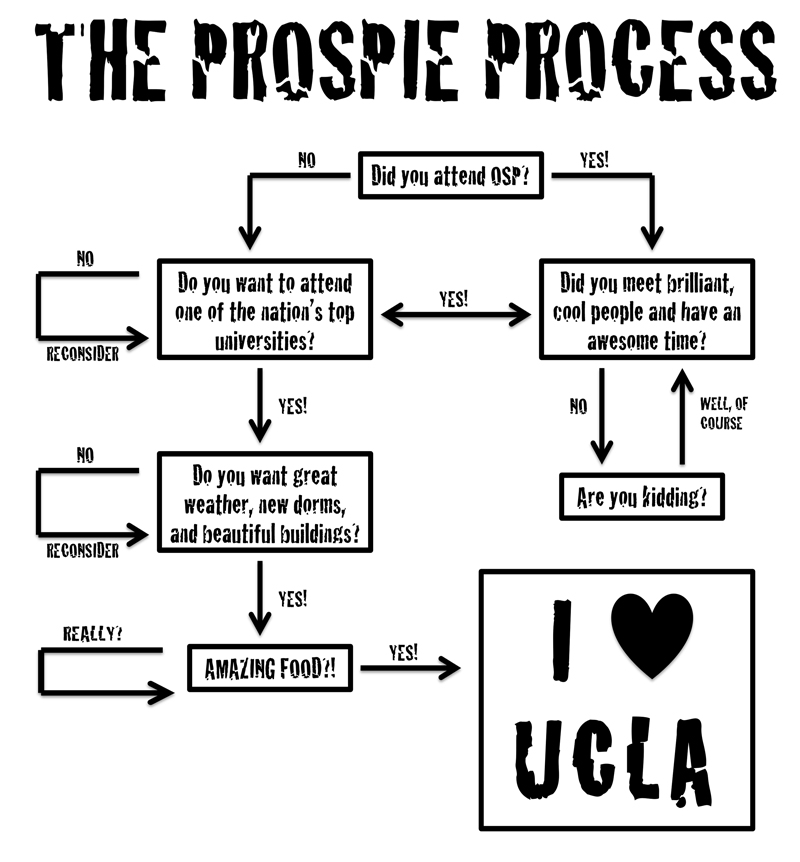 THE PROSPIE PROCESS
NO
Did you attend OSP?
YES!
NO
RECONSIDER
Do you want to attend
one of the nation's top
universities?
YES!
Did you meet brilliant,
cool people and have an
awesome time?
YES!
NO
WELL, OF
COURSE
NO
RECONSIDER
Do you want great
weather, new dorms,
and beautiful buildings?
Are you kidding?
YES!
REALLY?
AMAZING FOOD?!
YES!
I ♥
UCLA